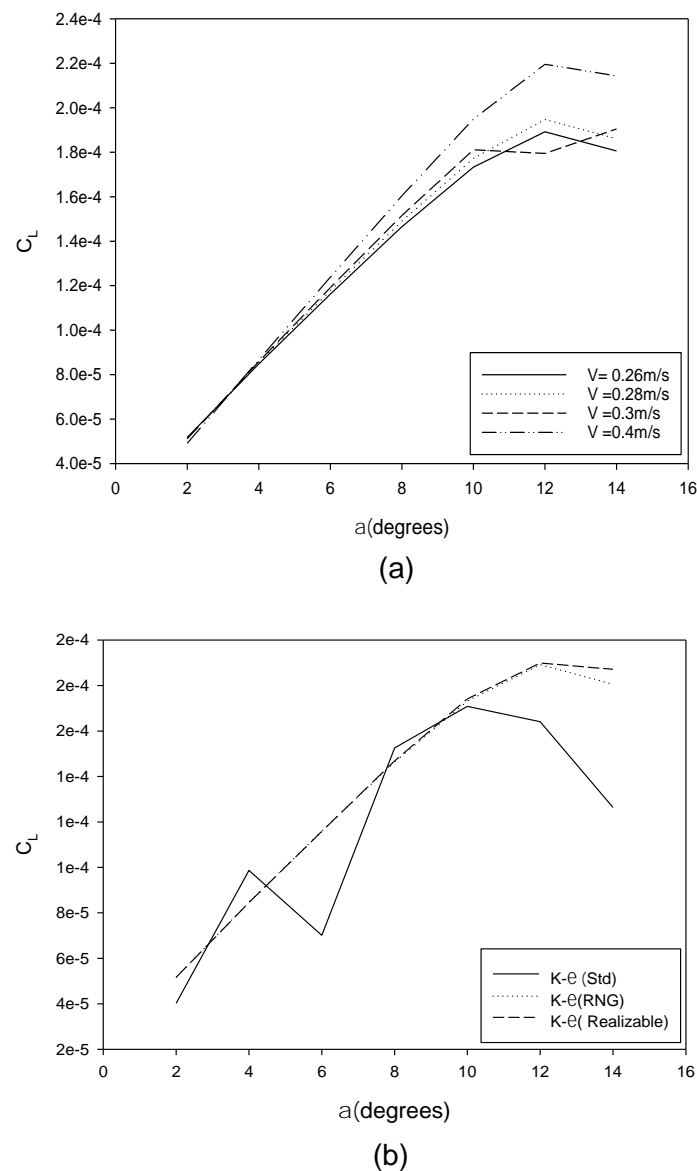 2.4e-4
2.2e-4
2.0e-4
1.8e-4
1.6e-4
1.4e-4
1.2e-4
1.0e-4
8.0e-5
6.0e-5
4.0e-5
C_L
V= 0.26m/s
V =0.28m/s
V =0.3m/s
V =0.4m/s
0 2 4 6 8 10 12 14 16
a(degrees)
(a)
2e-4
2e-4
2e-4
1e-4
1e-4
1e-4
8e-5
6e-5
4e-5
2e-5
C_L
K-e (Std)
K-e(RNG)
K-e( Realizable)
0 2 4 6 8 10 12 14 16
a(degrees)
(b)